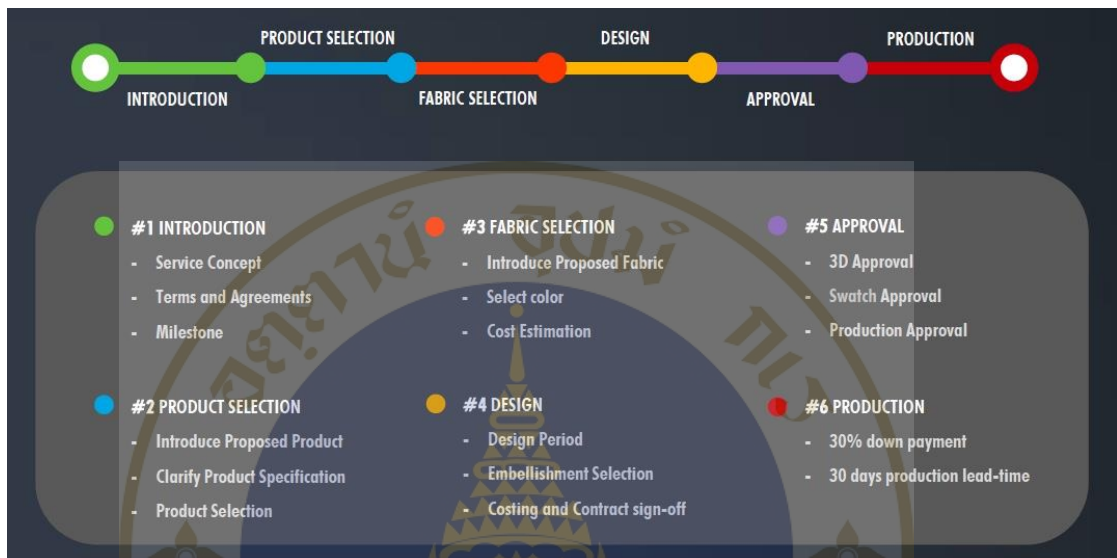 PRODUCT SELECTION
DESIGN
PRODUCTION
INTRODUCTION
FABRIC SELECTION
APPROVAL
#1 INTRODUCTION
- Service Concept
- Terms and Agreements
- Milestone
#2 PRODUCT SELECTION
- Introduce Proposed Product
- Clarify Product Specification
- Product Selection
#3 FABRIC SELECTION
- Introduce Proposed Fabric
- Select color
- Cost Estimation
#4 DESIGN
- Design Period
- Embellishment Selection
- Costing and Contract sign-off
#5 APPROVAL
- 3D Approval
- Swatch Approval
- Production Approval
#6 PRODUCTION
- 30% down payment
- 30 days production lead-time